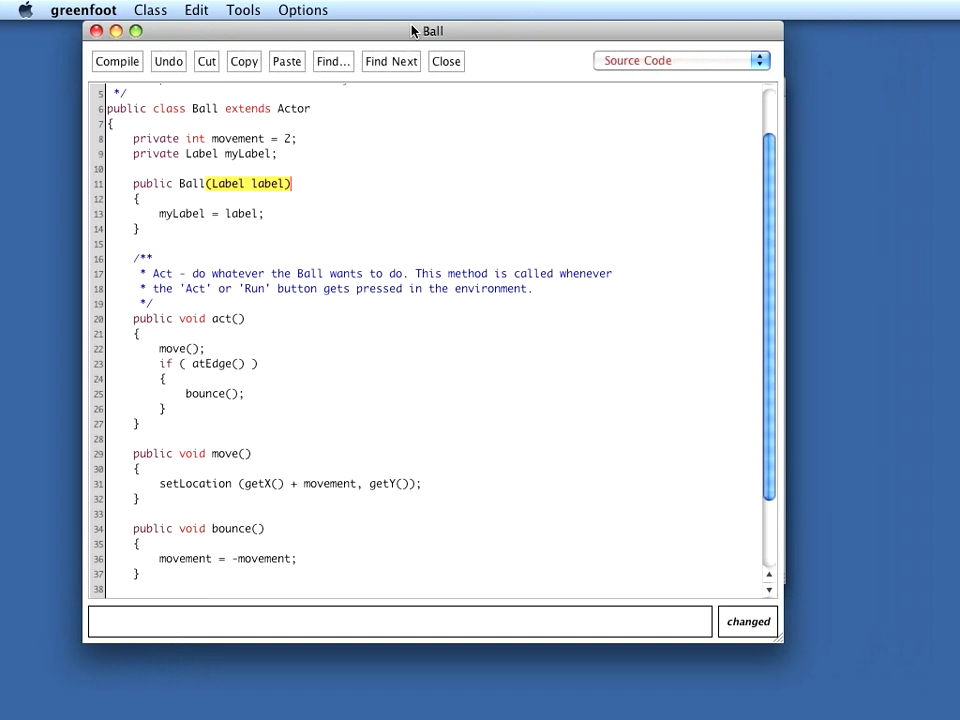 greenfoot Class Edit Tools Options
Ball
Compile Undo Cut Copy Paste Find... Find Next Close Source Code
5 */
6 public class Ball extends Actor
7 {
8 private int movement = 2;
9 private Label myLabel;
10
11 public Ball(Label label)
12 {
13 myLabel = label;
14 }
15
16 /**
17 * Act - do whatever the Ball wants to do. This method is called whenever
18 * the 'Act' or 'Run' button gets pressed in the environment.
19 */
20 public void act()
21 {
22 move();
23 if ( atEdge() )
24 {
25 bounce();
26 }
27 }
28
29 public void move()
30 {
31 setLocation (getX() + movement, getY());
32 }
33
34 public void bounce()
35 {
36 movement = -movement;
37 }
38
changed